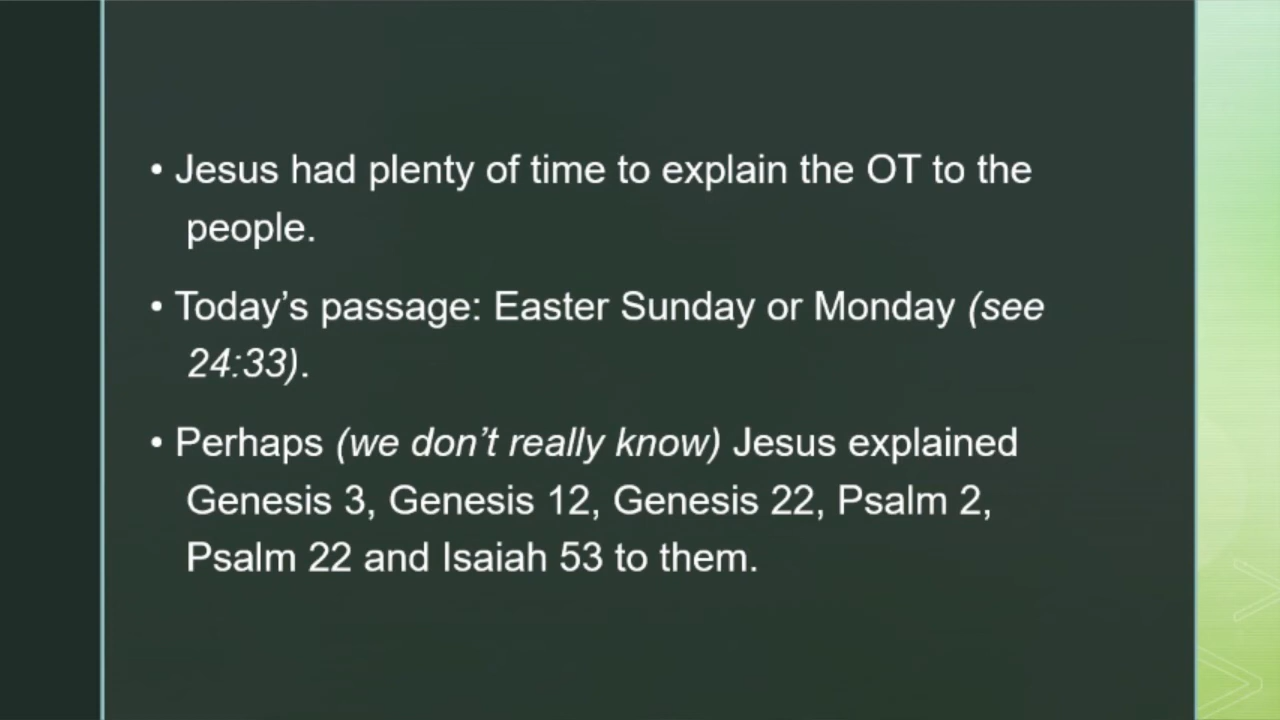 • Jesus had plenty of time to explain the OT to the
people.
• Today’s passage: Easter Sunday or Monday (see
24:33).
• Perhaps (we don’t really know) Jesus explained
Genesis 3, Genesis 12, Genesis 22, Psalm 2,
Psalm 22 and Isaiah 53 to them.